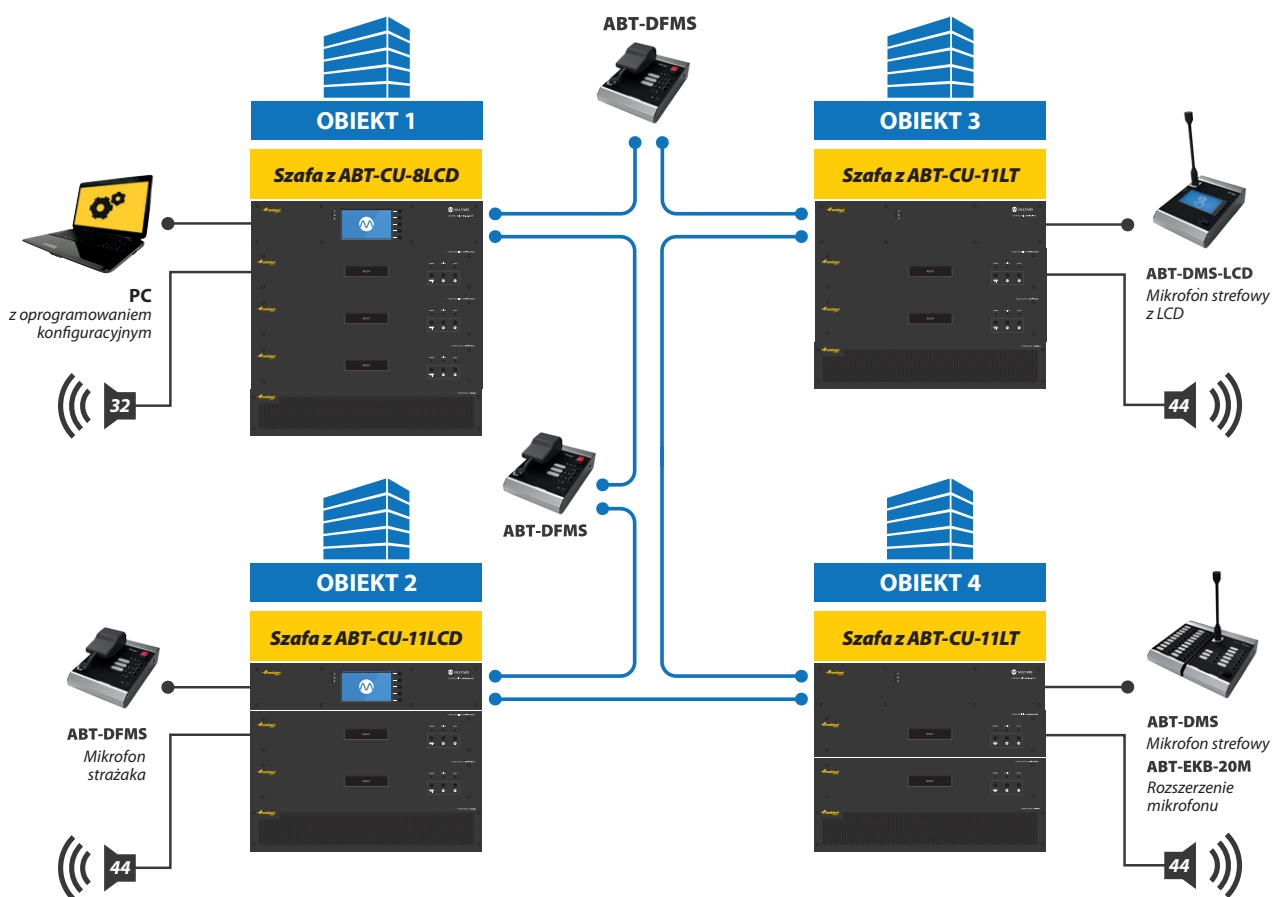 ABT-DFMS
OBIEKT 1
Szafa z ABT-CU-8LCD
PC
z oprogramowaniem
konfiguracyjnym
32
OBIEKT 3
Szafa z ABT-CU-11LT
ABT-DMS-LCD
Mikrofon strefowy
z LCD
44
ABT-DFMS
OBIEKT 2
Szafa z ABT-CU-11LCD
ABT-DFMS
Mikrofon
strażaka
44
OBIEKT 4
Szafa z ABT-CU-11LT
ABT-DMS
Mikrofon strefowy
ABT-EKB-20M
Rozszerzenie
mikrofonu
44